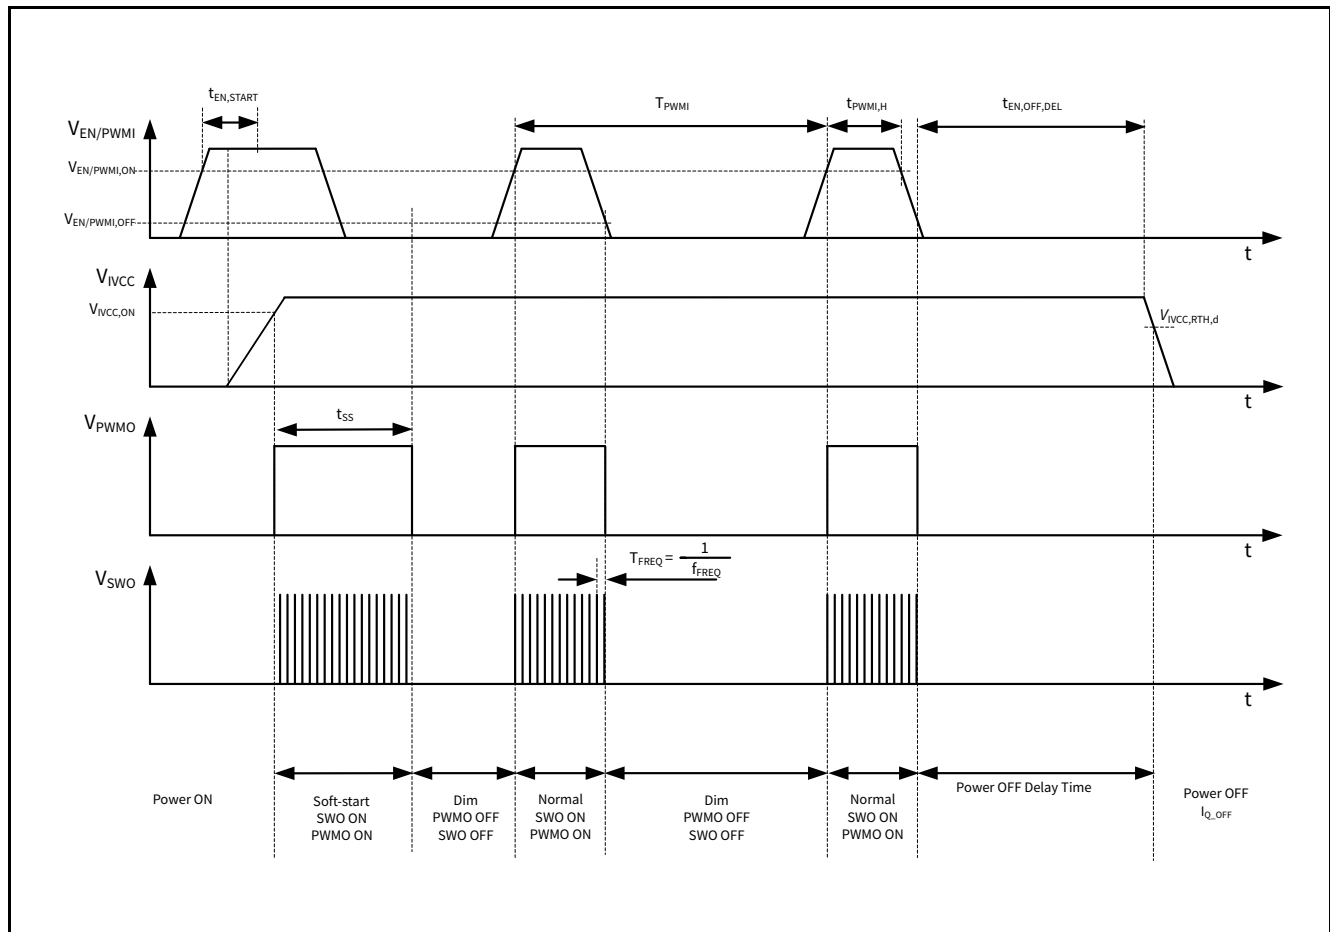 tEN,START
TPWMI
tPWMI,H
tEN,OFF,DEL
VEN/PWMI
VEN/PWMI,ON
VEN/PWMI,OFF
t
VIVCC
VIVCC,ON
VIVCC,RTH,d
t
VPWMO
tSS
t
VSWO
TFREQ = 1
fFREQ
t
Power ON
Soft-start
SWO ON
PWMO ON
Dim
PWMO OFF
SWO OFF
Normal
SWO ON
PWMO ON
Dim
PWMO OFF
SWO OFF
Normal
SWO ON
PWMO ON
Power OFF Delay Time
Power OFF
IQ_OFF